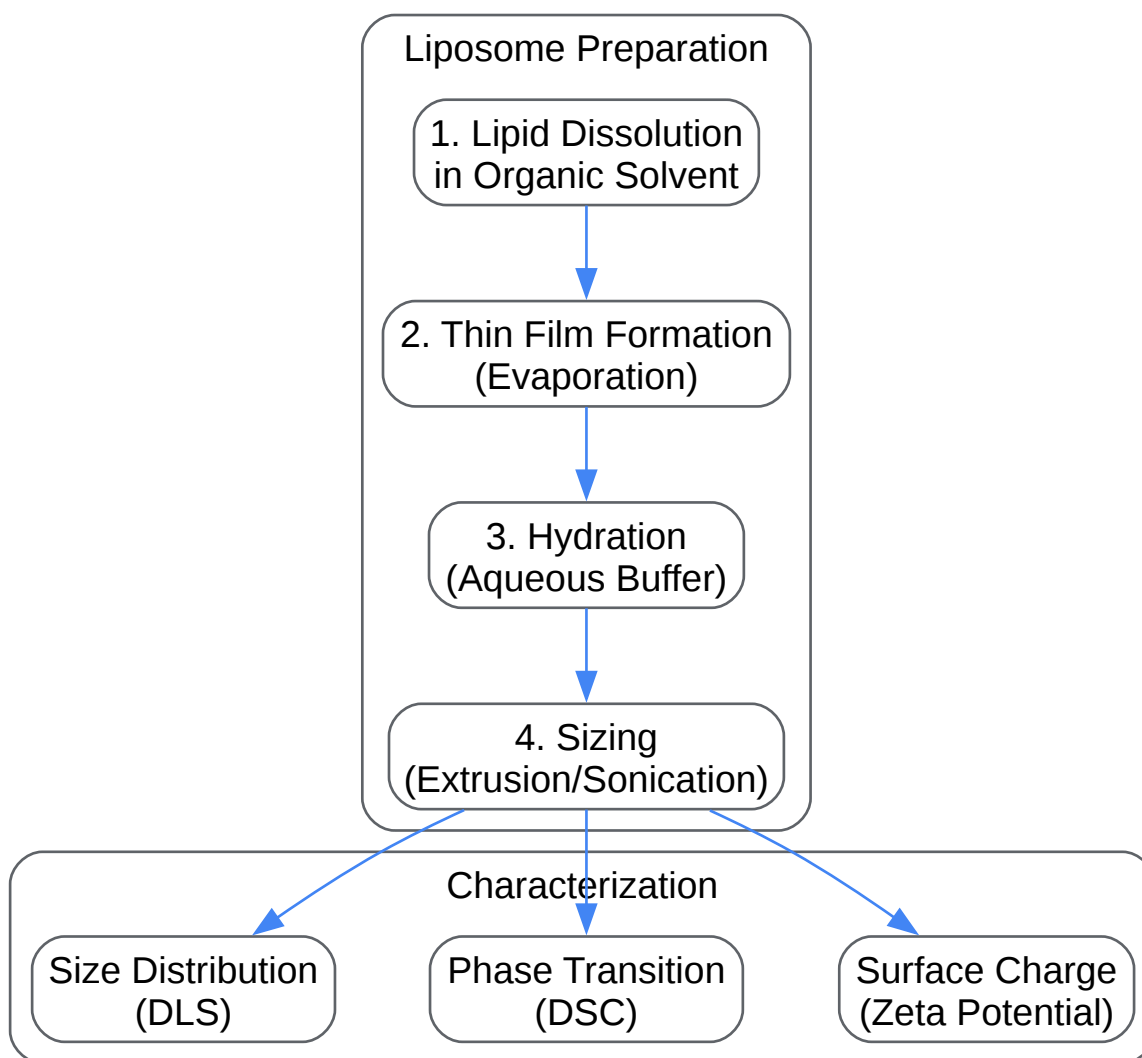 Liposome Preparation
1. Lipid Dissolution
in Organic Solvent
2. Thin Film Formation
(Evaporation)
3. Hydration
(Aqueous Buffer)
4. Sizing
(Extrusion/Sonication)
Characterization
Size Distribution
(DLS)
Phase Transition
(DSC)
Surface Charge
(Zeta Potential)